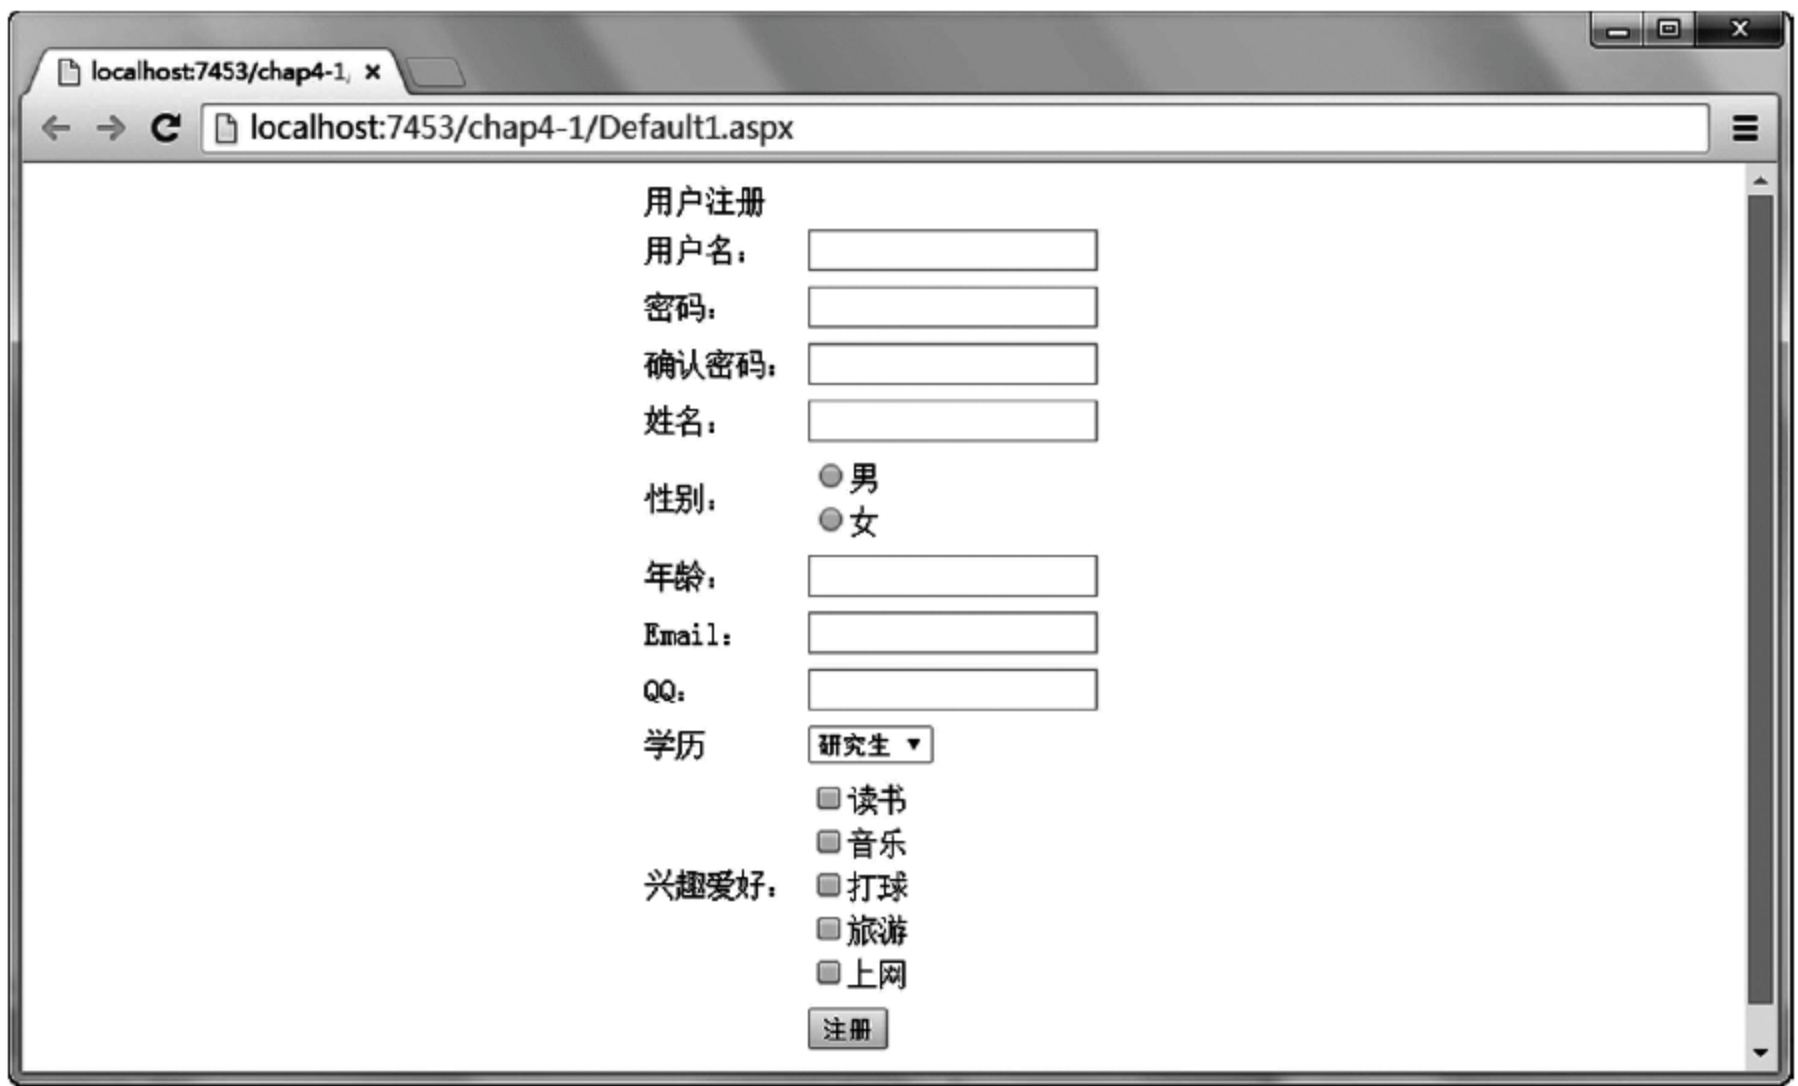 localhost:7453/chap4-1,
localhost:7453/chap4-1/Default1.aspx
用户注册
用户名：
密码：
确认密码：
姓名：
性别：
男
女
年龄：
Email：
QQ：
学历
研究生
兴趣爱好：
读书
音乐
打球
旅游
上网
注册